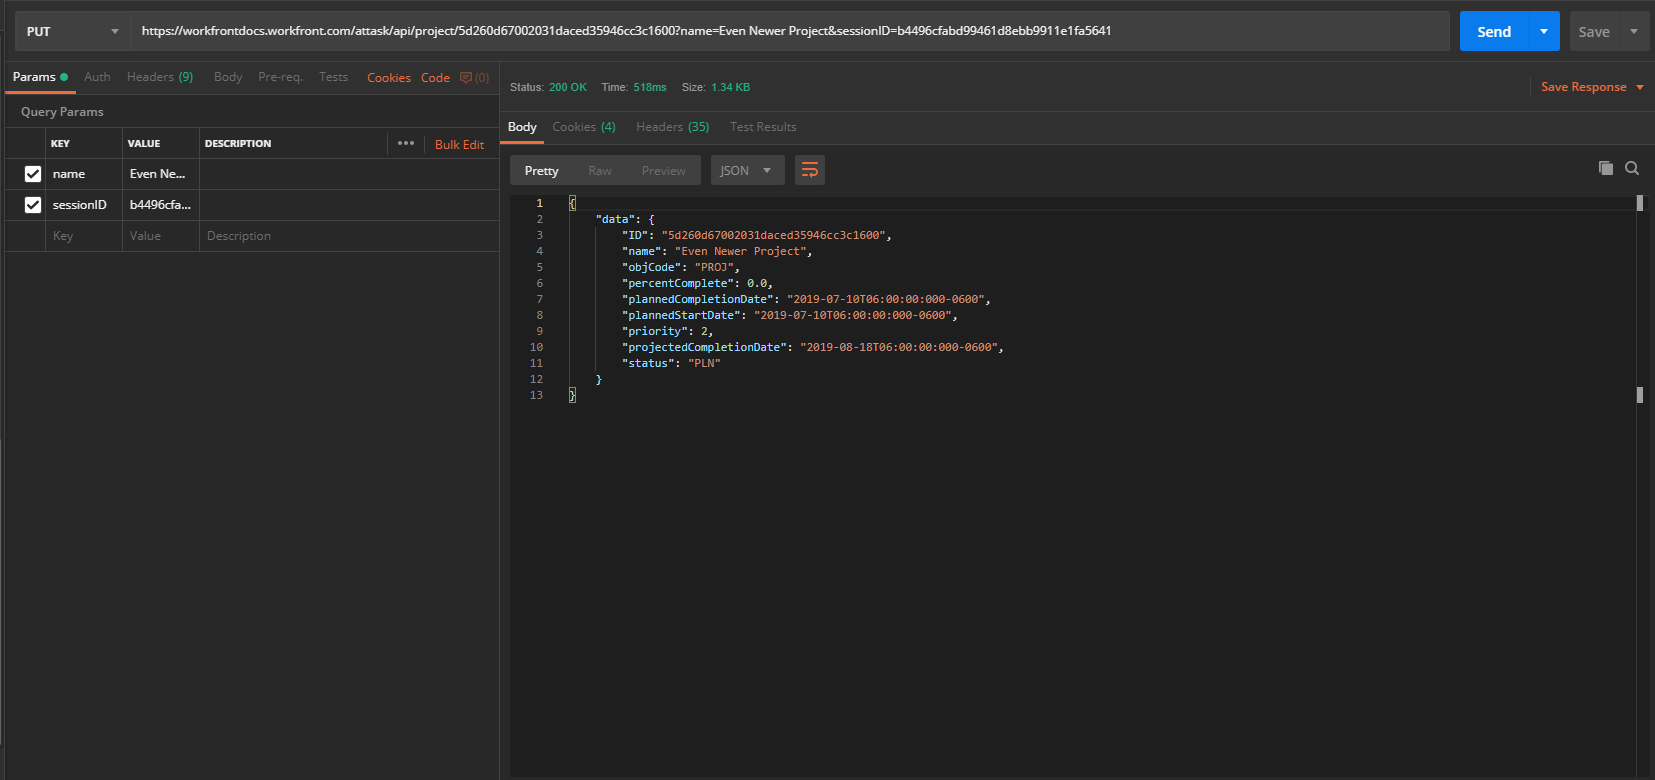 PUT
https://workfrontdocs.workfront.com/attask/api/project/5d260d67002031daced35946cc3c1600?name=Even Newer Project&sessionID=b4496cfabd99461d8ebb9911e1fa5641
Send
Save
Params
Auth
Headers (9)
Body
Pre-req.
Tests
Cookies
Code
(0)
Query Params
KEY VALUE DESCRIPTION ••• Bulk Edit
name Even Ne...
sessionID b4496cfa...
Key Value Description
Status: 200 OK Time: 518ms Size: 1.34 KB
Save Response
Body Cookies (4) Headers (35) Test Results
Pretty Raw Preview JSON
1 {
2 "data": {
3 "ID": "5d260d67002031daced35946cc3c1600",
4 "name": "Even Newer Project",
5 "objCode": "PROJ",
6 "percentComplete": 0.0,
7 "plannedCompletionDate": "2019-07-10T06:00:00:000-0600",
8 "plannedStartDate": "2019-07-10T06:00:00:000-0600",
9 "priority": 2,
10 "projectedCompletionDate": "2019-08-18T06:00:00:000-0600",
11 "status": "PLN"
12 }
13 }